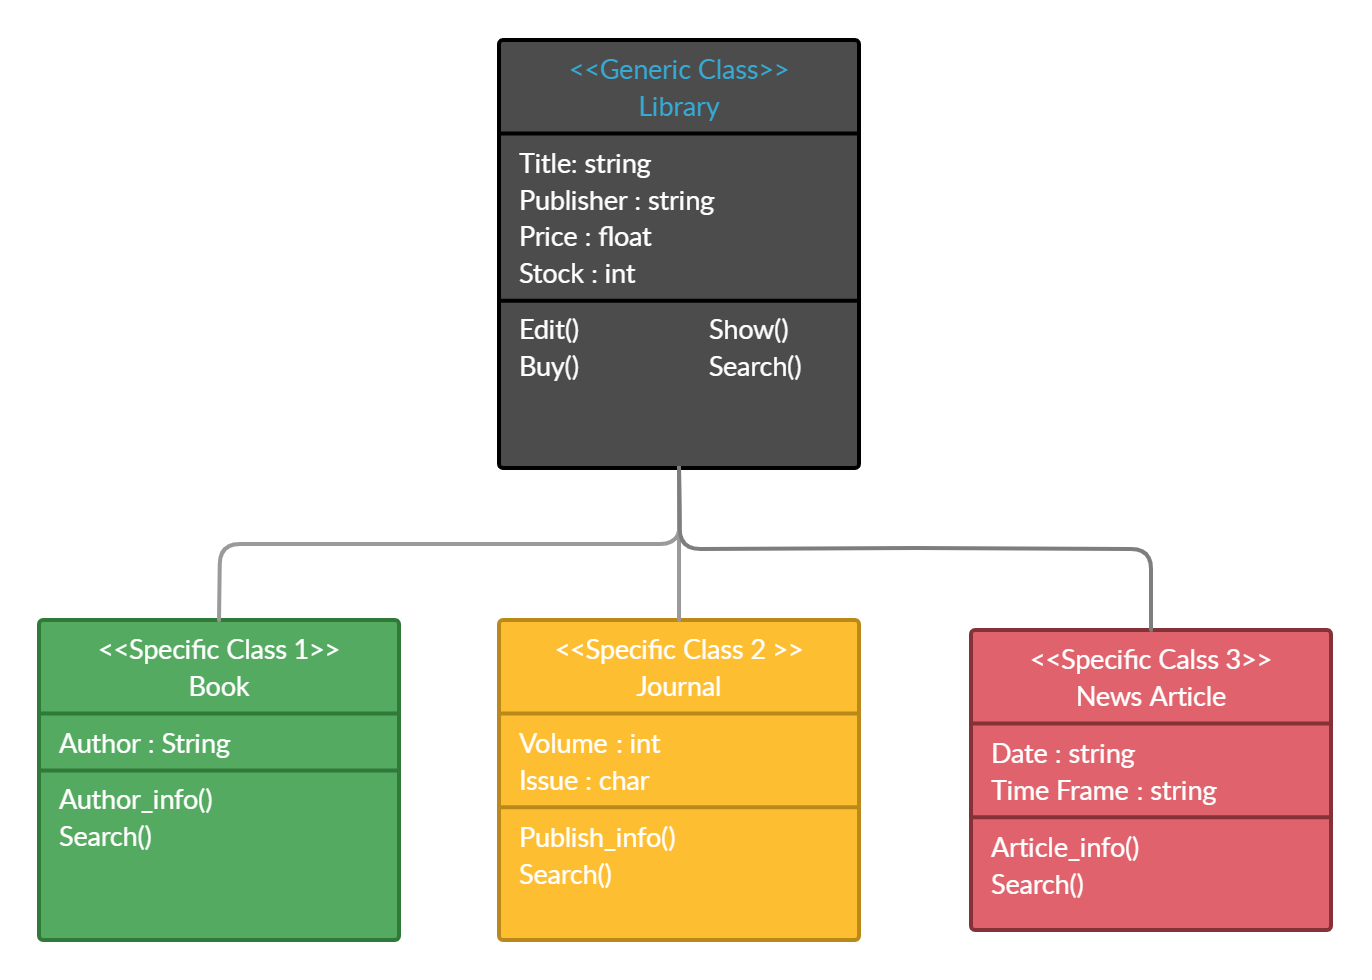 <<Generic Class>>
Library
Title: string
Publisher : string
Price : float
Stock : int
Edit() Show()
Buy() Search()
<<Specific Class 1>>
Book
Author : String
Author_info()
Search()
<<Specific Class 2 >>
Journal
Volume : int
Issue : char
Publish_info()
Search()
<<Specific Calss 3>>
News Article
Date : string
Time Frame : string
Article_info()
Search()